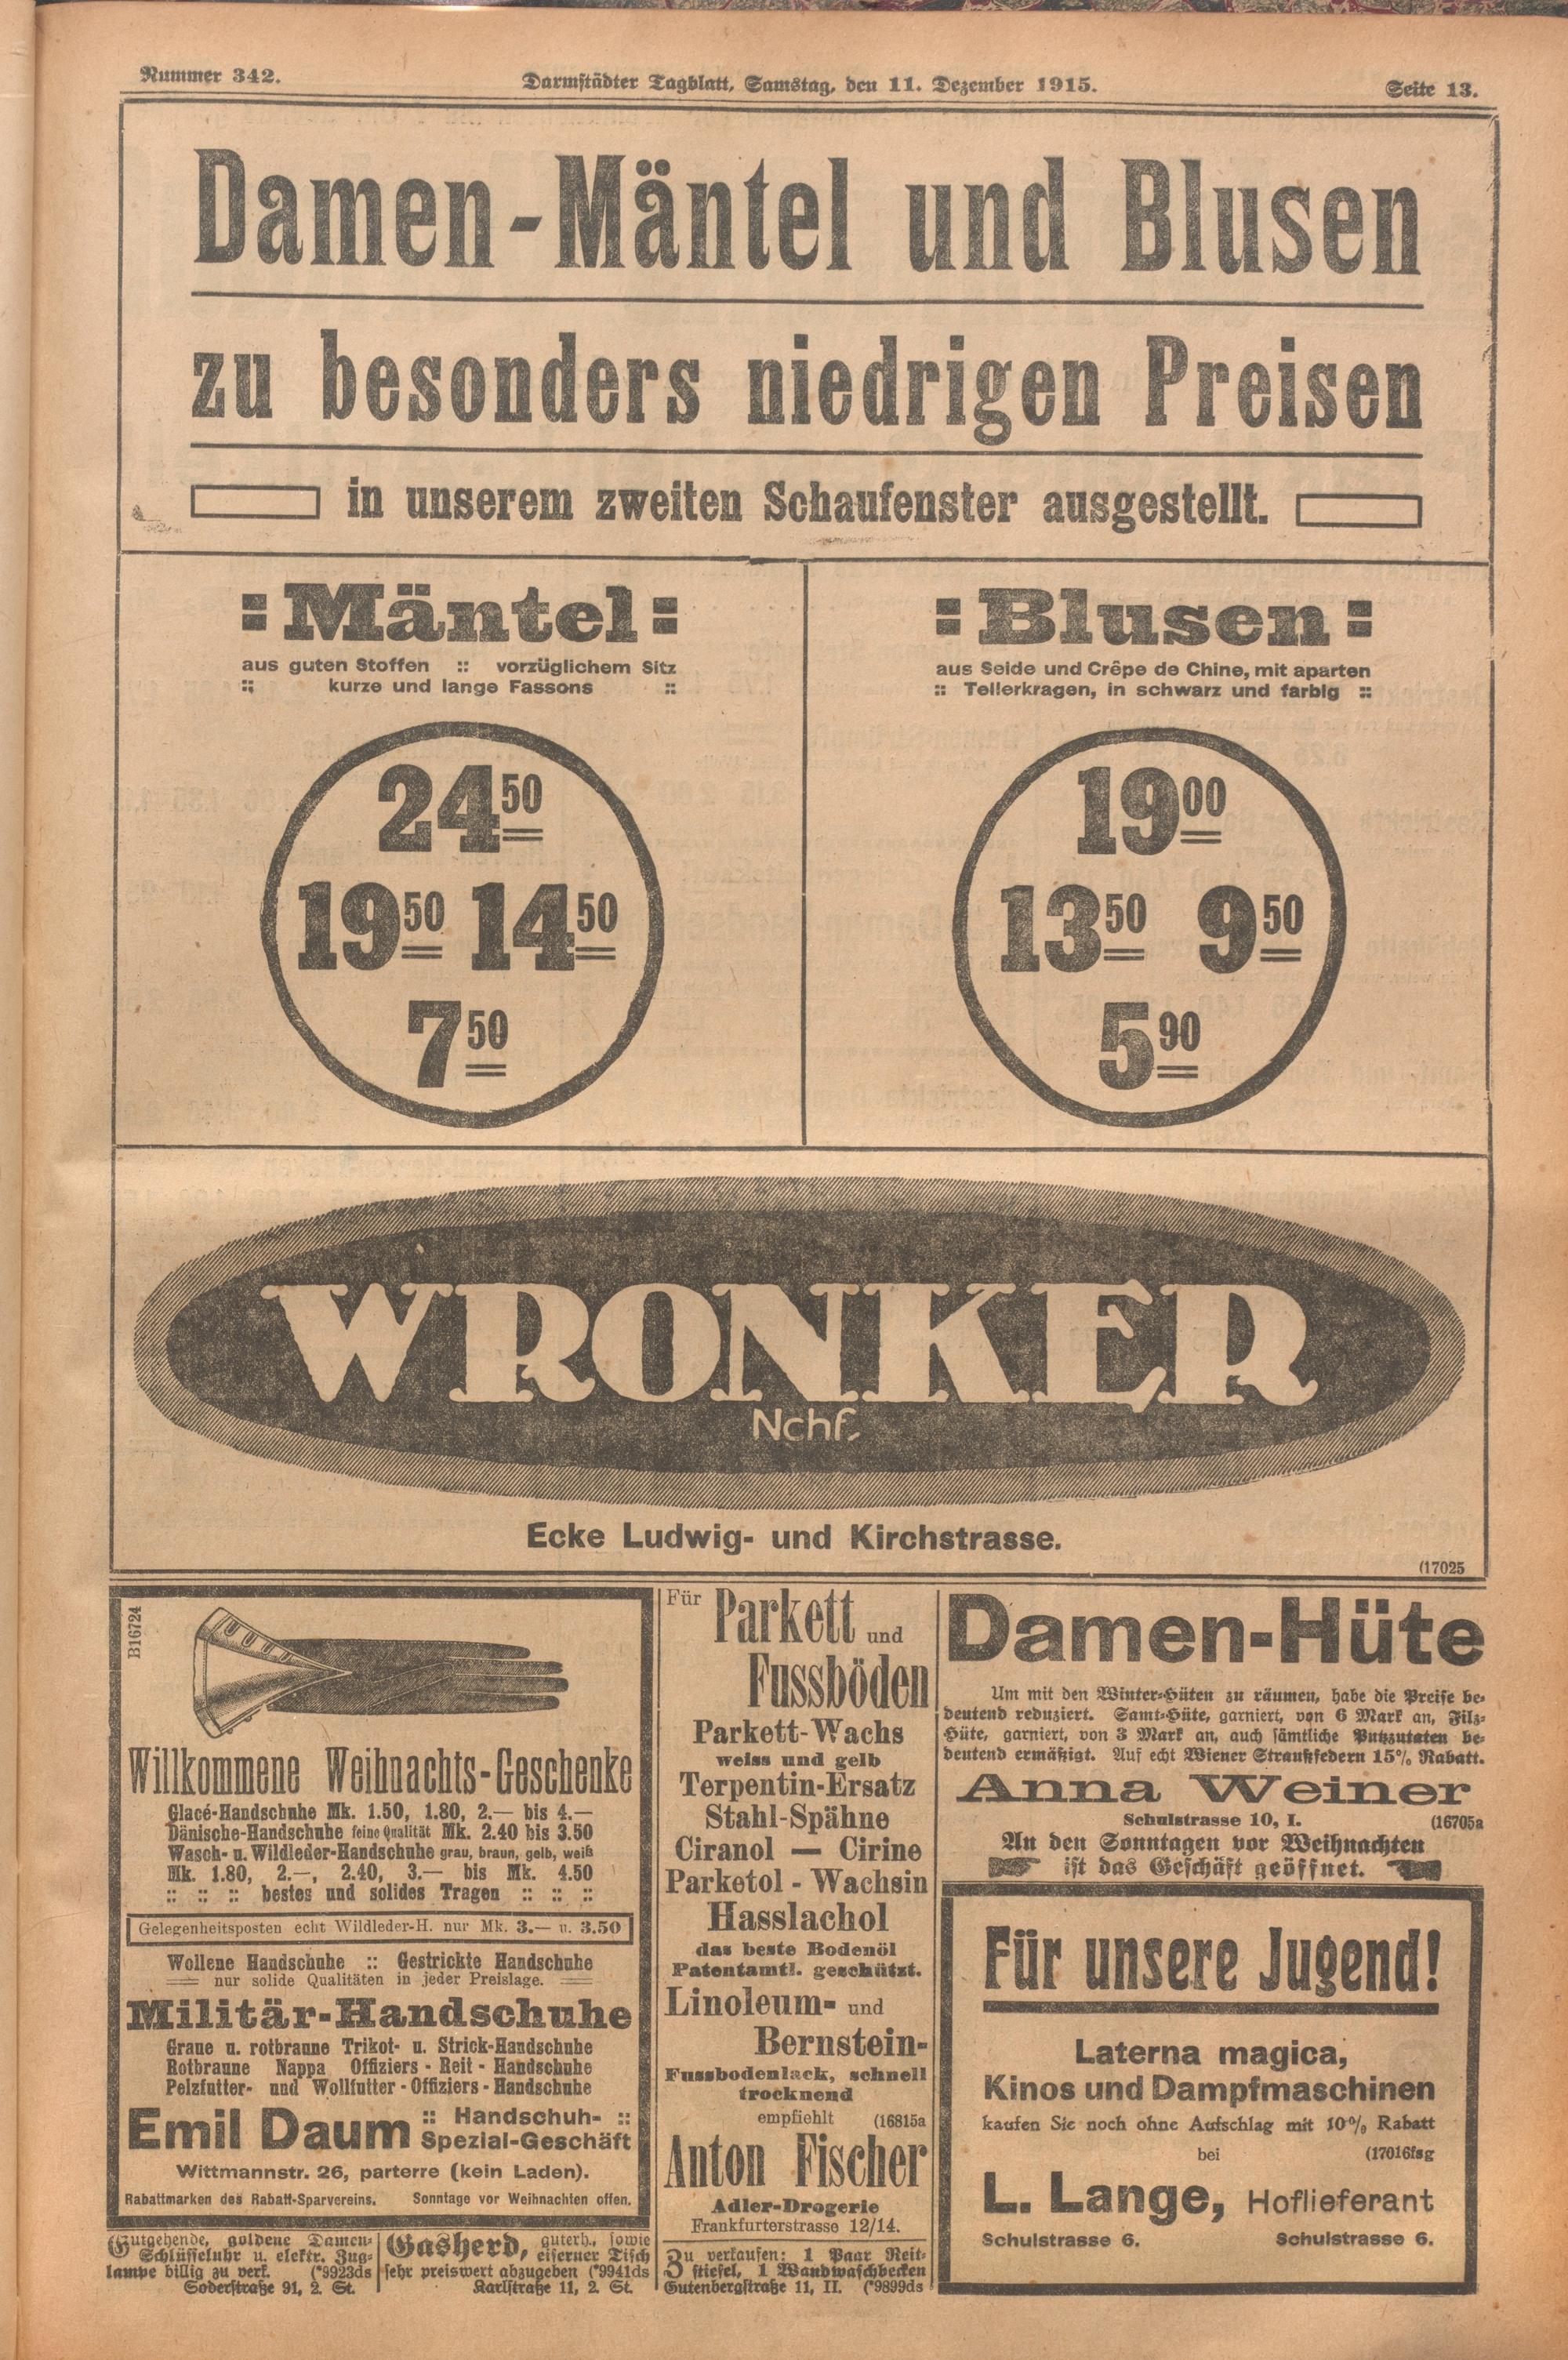 Nummer 342.
Darmstädter Tagblatt, Samstag, den 11. Dezember 1915.
Seite 13.
Damen-Mäntel und Blusen
zu besonders niedrigen Preisen
in unserem zweiten Schaufenster ausgestellt.
Mäntel
aus guten Stoffen :: vorzüglichem Sitz
:: kurze und lange Fassons ::
24 50
19 50 14 50
7 50
Blusen
aus Seide und Crêpe de Chine, mit aparten
:: Tellerkragen, in schwarz und farbig ::
19 00
13 50 9 50
5 90
WRONKER
Nchf.
Ecke Ludwig- und Kirchstrasse.
(17025
B16724
Willkommene Weihnachts-Geschenke
Glacé-Handschuhe Mk. 1.50, 1.80, 2.— bis 4.—
Dänische-Handschuhe feine Qualität Mk. 2.40 bis 3.50
Wasch- u. Wildleder-Handschuhe grau, braun, gelb, weiß
Mk. 1.80, 2.—, 2.40, 3.— bis Mk. 4.50
:: :: :: bestes und solides Tragen :: :: ::
Gelegenheitsposten echt Wildleder-H. nur Mk. 3.— u. 3.50
Wollene Handschuhe :: Gestrickte Handschuhe
nur solide Qualitäten in jeder Preislage.
Militär-Handschuhe
Graue u. rotbraune Trikot- u. Strick-Handschuhe
Rotbraune Nappa Offiziers - Reit - Handschuhe
Pelzfutter- und Wollfutter - Offiziers - Handschuhe
Emil Daum :: Handschuh- ::
Spezial-Geschäft
Wittmannstr. 26, parterre (kein Laden).
Rabattmarken des Rabatt-Sparvereins. Sonntage vor Weihnachten offen.
Gutgehende, goldene Damen-
Schlüsseluhr u. elektr. Zug-
lampe billig zu verk. (*9923ds
Soderstraße 91, 2. St.
Gasherd, guterh., sowie
eiserner Tisch
sehr preiswert abzugeben (*9941ds
Karlstraße 11, 2. St.
Für Parkett und
Fussböden
Parkett-Wachs
weiss und gelb
Terpentin-Ersatz
Stahl-Spähne
Ciranol — Cirine
Parketol - Wachsin
Hasslachol
das beste Bodenöl
Patentamtl. geschützt.
Linoleum- und
Bernstein-
Fussbodenlack, schnell
trocknend
empfiehlt (16815a
Anton Fischer
Adler-Drogerie
Frankfurterstrasse 12/14.
Zu verkaufen: 1 Paar Reit-
stiefel, 1 Wandwaschbecken
Gutenbergstraße 11, II. (*9899ds
Damen-Hüte
Um mit den Winter-Hüten zu räumen, habe die Preise be-
deutend reduziert. Samt-Hüte, garniert, von 6 Mark an, Filz-
Hüte, garniert, von 3 Mark an, auch sämtliche Putzzutaten be-
deutend ermäßigt. Auf echt Wiener Straußfedern 15% Rabatt.
Anna Weiner
Schulstrasse 10, I. (16705a
An den Sonntagen vor Weihnachten
ist das Geschäft geöffnet.
Für unsere Jugend!
Laterna magica,
Kinos und Dampfmaschinen
kaufen Sie noch ohne Aufschlag mit 10% Rabatt
bei (17016fsg
L. Lange, Hoflieferant
Schulstrasse 6. Schulstrasse 6.